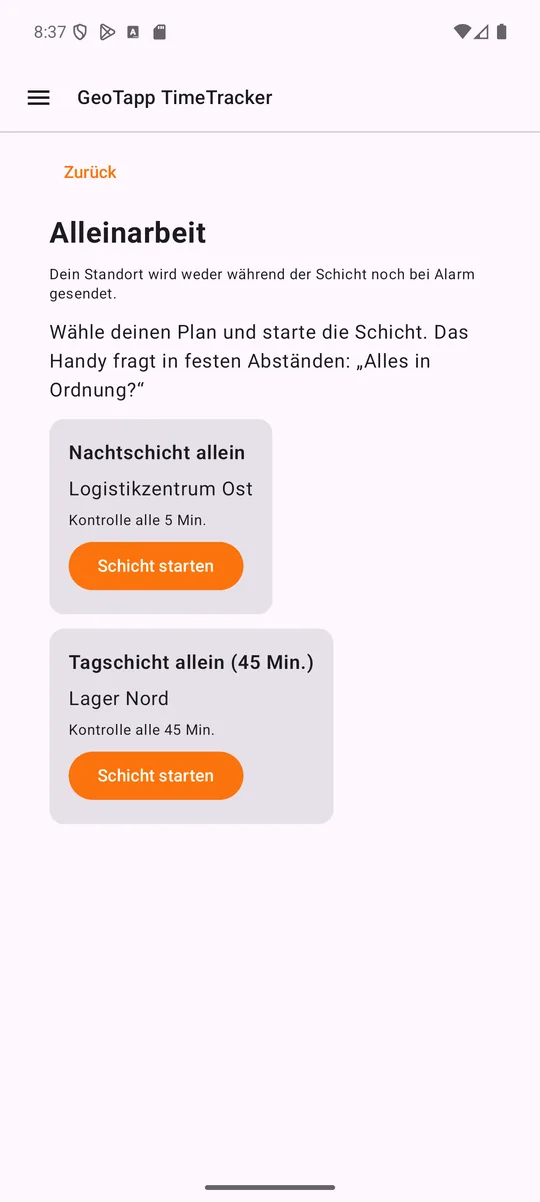 8:37
GeoTapp TimeTracker
Zurück
Alleinarbeit
Dein Standort wird weder während der Schicht noch bei Alarm
gesendet.
Wähle deinen Plan und starte die Schicht. Das
Handy fragt in festen Abständen: „Alles in
Ordnung?“
Nachtschicht allein
Logistikzentrum Ost
Kontrolle alle 5 Min.
Schicht starten
Tagschicht allein (45 Min.)
Lager Nord
Kontrolle alle 45 Min.
Schicht starten